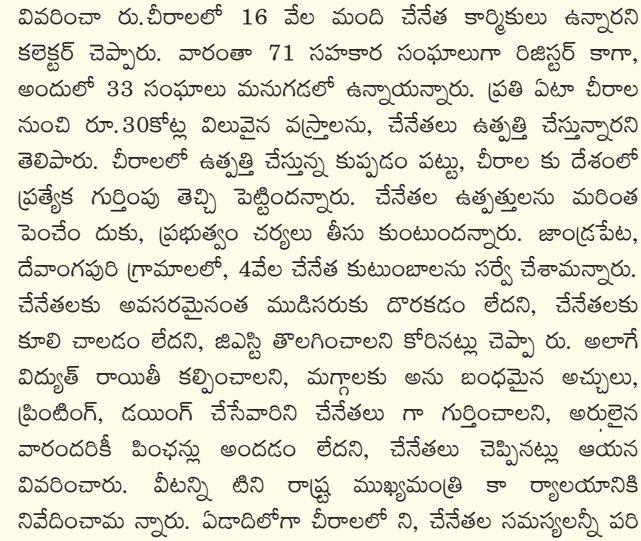 వివరించా రు.చీరాలలో 16 వేల మంది చేనేత కార్మికులు ఉన్నారని
కలెక్టర్ చెప్పారు. వారంతా 71 సహకార సంఘాలుగా రిజిస్టర్ కాగా,
అందులో 33 సంఘాలు మనుగడలో ఉన్నాయన్నారు. ప్రతి ఏటా చీరాల
నుంచి రూ.30కోట్ల విలువైన వస్త్రాలను, చేనేతలు ఉత్పత్తి చేస్తున్నారని
తెలిపారు. చీరాలలో ఉత్పత్తి చేస్తున్న కుప్పడం పట్టు, చీరాల కు దేశంలో
ప్రత్యేక గుర్తింపు తెచ్చి పెట్టిందన్నారు. చేనేతల ఉత్పత్తులను మరింత
పెంచేం దుకు, ప్రభుత్వం చర్యలు తీసు కుంటుందన్నారు. జాండ్రపేట,
దేవాంగపురి గ్రామాలలో, 4వేల చేనేత కుటుంబాలను సర్వే చేశామన్నారు.
చేనేతలకు అవసరమైనంత ముడిసరుకు దొరకడం లేదని, చేనేతలకు
కూలి చాలడం లేదని, జిఎస్టి తొలగించాలని కోరినట్లు చెప్పా రు. అలాగే
విద్యుత్ రాయితీ కల్పించాలని, మగ్గాలకు అను బంధమైన అచ్చులు,
ప్రింటింగ్, డయింగ్ చేసేవారిని చేనేతలు గా గుర్తించాలని, అర్హులైన
వారందరికీ పింఛన్లు అందడం లేదని, చేనేతలు చెప్పినట్లు ఆయన
వివరించారు. వీటన్ని టిని రాష్ట్ర ముఖ్యమంత్రి కా ర్యాలయానికి
నివేదించామ న్నారు. ఏడాదిలోగా చీరాలలో ని, చేనేతల సమస్యలన్నీ పరి